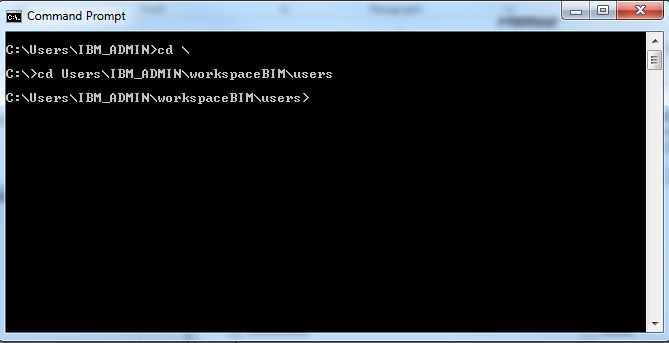 Command Prompt
C:\Users\IBM_ADMIN>cd \
C:\>cd Users\IBM_ADMIN\workspaceBIM\users
C:\Users\IBM_ADMIN\workspaceBIM\users>